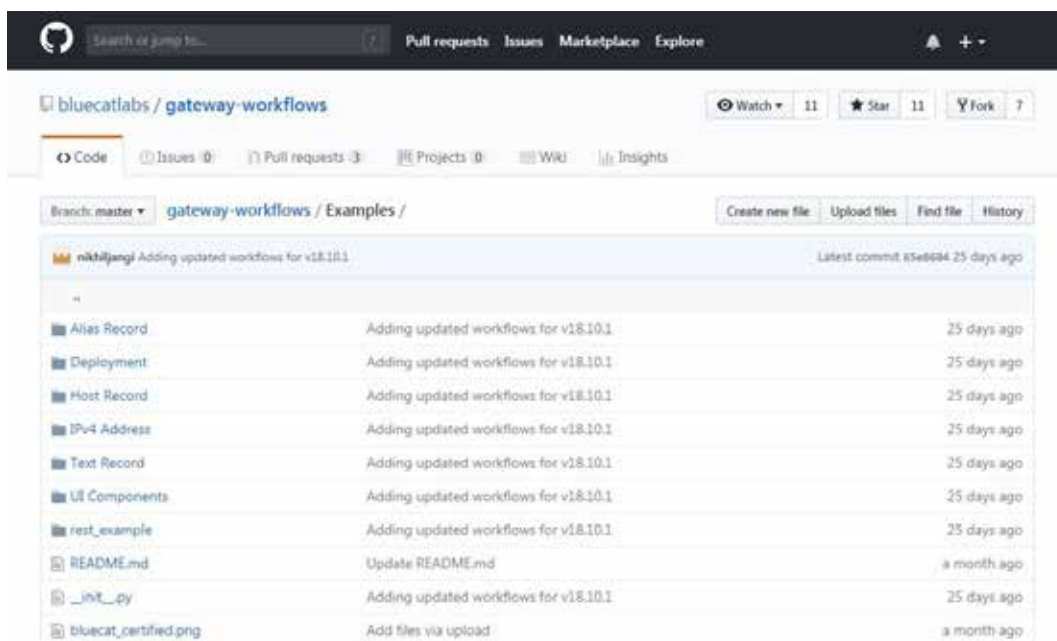 Search or jump to... /
Pull requests Issues Marketplace Explore
bluecatlabs / gateway-workflows
Watch 11 Star 11 Fork 7
Code Issues 0 Pull requests 3 Projects 0 Wiki Insights
Branch: master gateway-workflows / Examples /
Create new file Upload files Find file History
nikhiljangi Adding updated workflows for v18.10.1
Latest commit 25 days ago
..
Alias Record Adding updated workflows for v18.10.1 25 days ago
Deployment Adding updated workflows for v18.10.1 25 days ago
Host Record Adding updated workflows for v18.10.1 25 days ago
IPv4 Address Adding updated workflows for v18.10.1 25 days ago
Text Record Adding updated workflows for v18.10.1 25 days ago
UI Components Adding updated workflows for v18.10.1 25 days ago
rest_example Adding updated workflows for v18.10.1 25 days ago
README.md Update README.md a month ago
__init__.py Adding updated workflows for v18.10.1 25 days ago
bluecat_certified.png Add files via upload a month ago